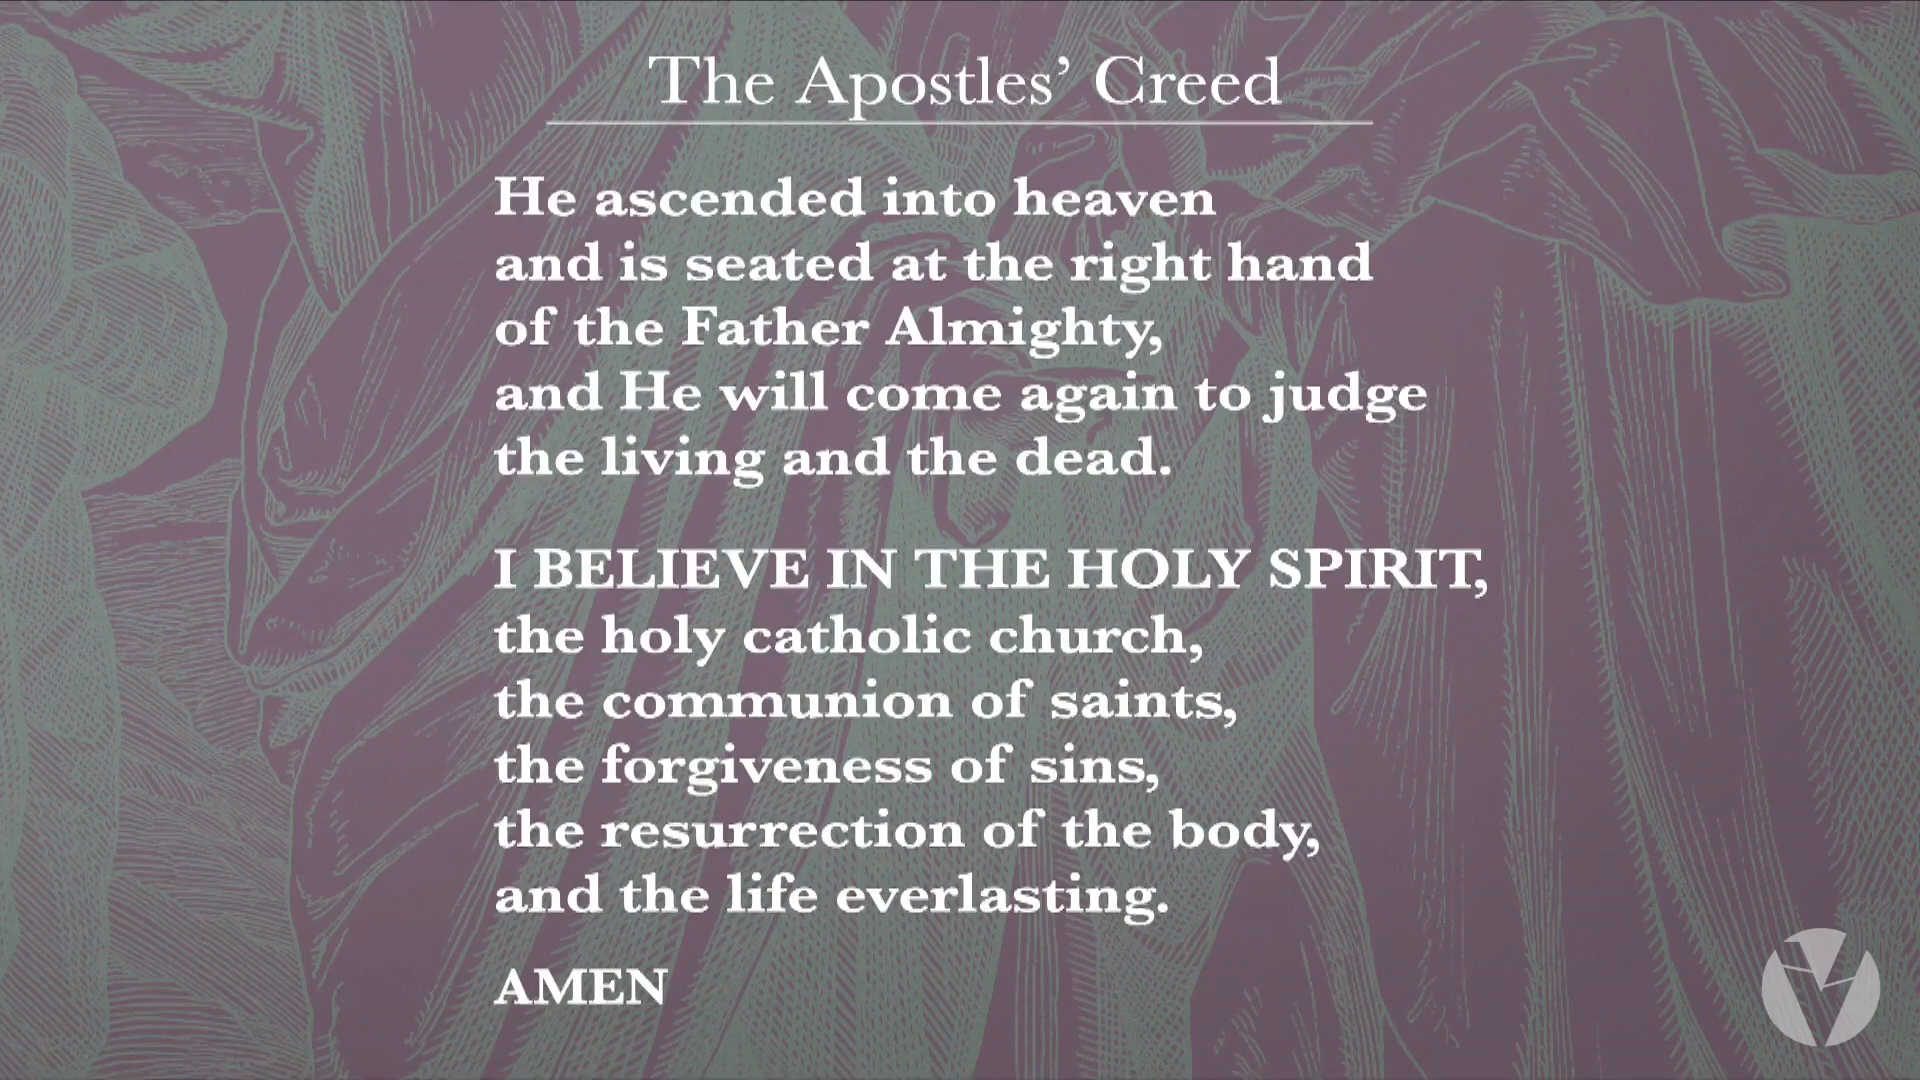 The Apostles’ Creed
He ascended into heaven
and is seated at the right hand
of the Father Almighty,
and He will come again to judge
the living and the dead.
I BELIEVE IN THE HOLY SPIRIT,
the holy catholic church,
the communion of saints,
the forgiveness of sins,
the resurrection of the body,
and the life everlasting.
AMEN